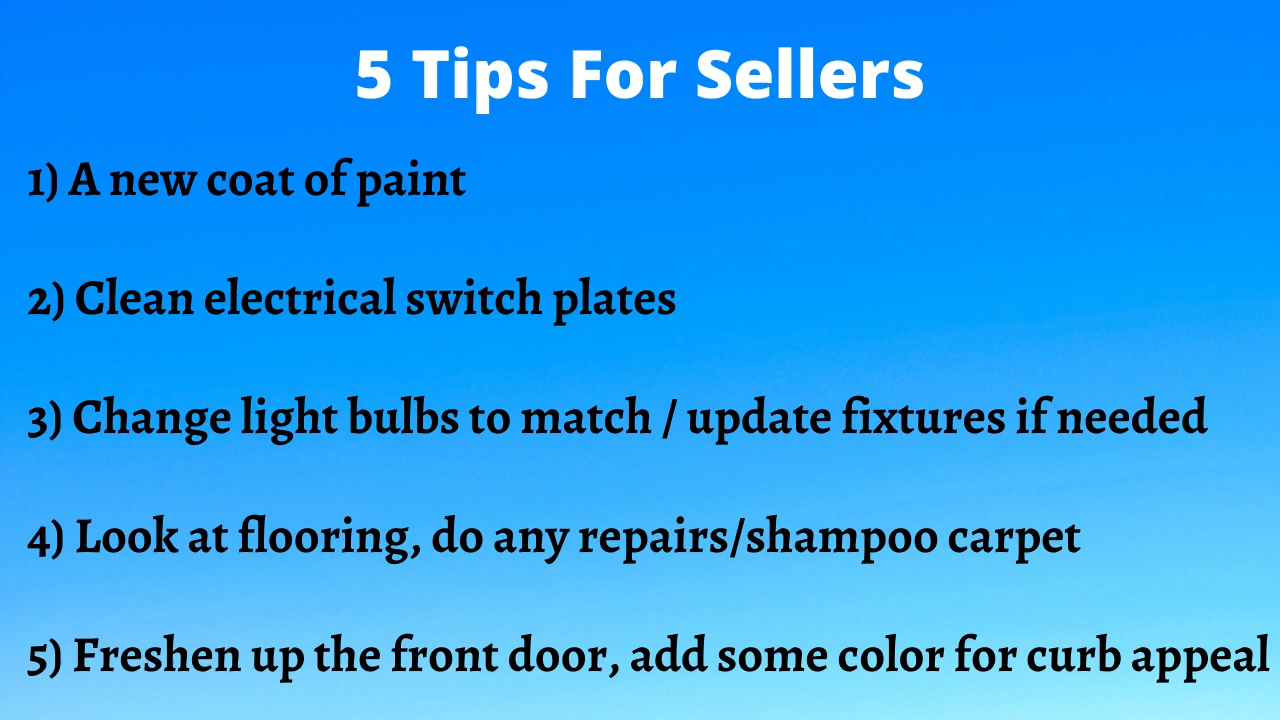 5 Tips For Sellers
1) A new coat of paint
2) Clean electrical switch plates
3) Change light bulbs to match / update fixtures if needed
4) Look at flooring, do any repairs/shampoo carpet
5) Freshen up the front door, add some color for curb appeal